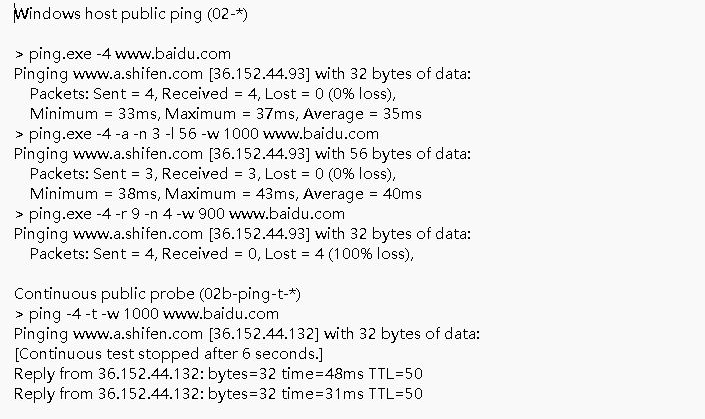 Windows host public ping (02-*)
> ping.exe -4 www.baidu.com
Pinging www.a.shifen.com [36.152.44.93] with 32 bytes of data:
Packets: Sent = 4, Received = 4, Lost = 0 (0% loss),
Minimum = 33ms, Maximum = 37ms, Average = 35ms
> ping.exe -4 -a -n 3 -l 56 -w 1000 www.baidu.com
Pinging www.a.shifen.com [36.152.44.93] with 56 bytes of data:
Packets: Sent = 3, Received = 3, Lost = 0 (0% loss),
Minimum = 38ms, Maximum = 43ms, Average = 40ms
> ping.exe -4 -r 9 -n 4 -w 900 www.baidu.com
Pinging www.a.shifen.com [36.152.44.93] with 32 bytes of data:
Packets: Sent = 4, Received = 0, Lost = 4 (100% loss),
Continuous public probe (02b-ping-t-*)
> ping -4 -t -w 1000 www.baidu.com
Pinging www.a.shifen.com [36.152.44.132] with 32 bytes of data:
[Continuous test stopped after 6 seconds.]
Reply from 36.152.44.132: bytes=32 time=48ms TTL=50
Reply from 36.152.44.132: bytes=32 time=31ms TTL=50